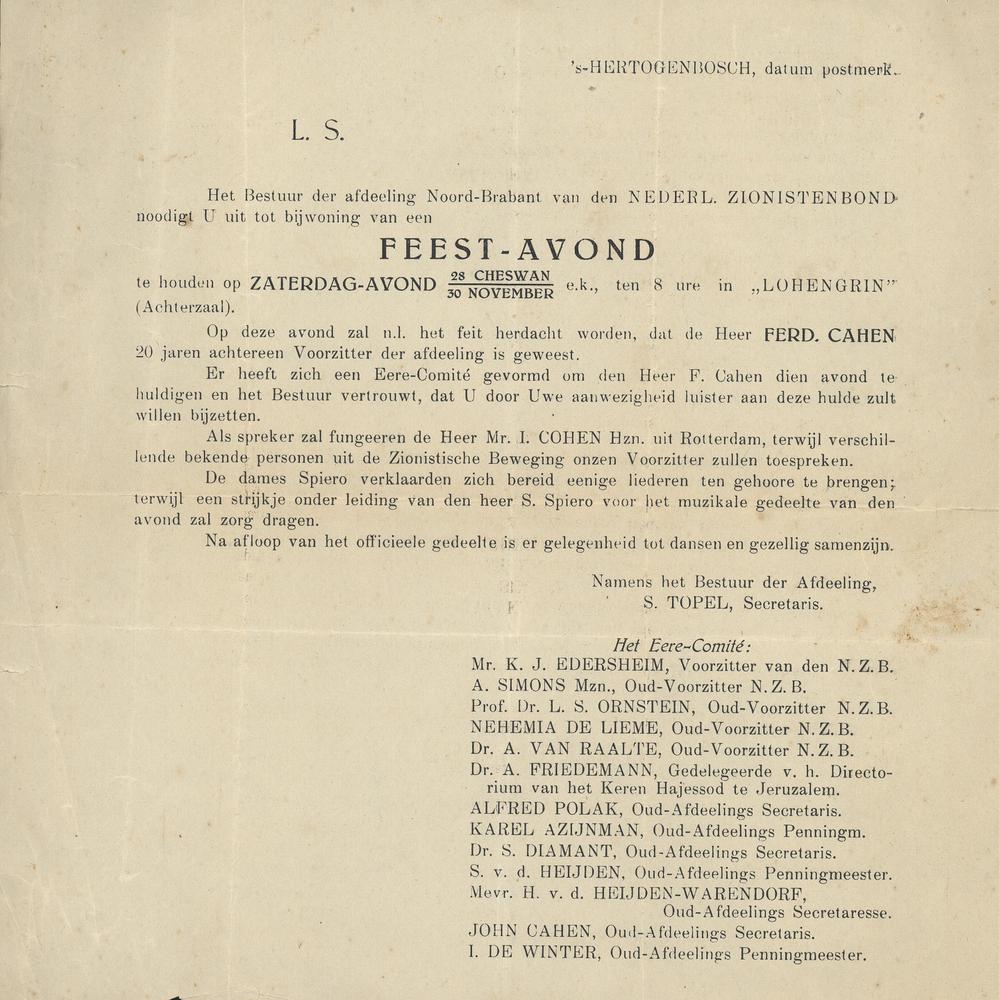 's-HERTOGENBOSCH, datum postmerk.
L. S.
Het Bestuur der afdeeling Noord-Brabant van den NEDERL. ZIONISTENBOND
noodigt U uit tot bijwoning van een
FEEST-AVOND
te houden op ZATERDAG-AVOND 28 CHESWAN / 30 NOVEMBER e.k., ten 8 ure in „LOHENGRIN”
(Achterzaal).
Op deze avond zal n.l. het feit herdacht worden, dat de Heer FERD. CAHEN
20 jaren achtereen Voorzitter der afdeeling is geweest.
Er heeft zich een Eere-Comité gevormd om den Heer F. Cahen dien avond te
huldigen en het Bestuur vertrouwt, dat U door Uwe aanwezigheid luister aan deze hulde zult
willen bijzetten.
Als spreker zal fungeeren de Heer Mr. I. COHEN Hzn. uit Rotterdam, terwijl verschil-
lende bekende personen uit de Zionistische Beweging onzen Voorzitter zullen toespreken.
De dames Spiero verklaarden zich bereid eenige liederen ten gehoore te brengen;
terwijl een strijkje onder leiding van den heer S. Spiero voor het muzikale gedeelte van den
avond zal zorg dragen.
Na afloop van het officieele gedeelte is er gelegenheid tot dansen en gezellig samenzijn.
Namens het Bestuur der Afdeeling,
S. TOPEL, Secretaris.
Het Eere-Comité:
Mr. K. J. EDERSHEIM, Voorzitter van den N. Z. B.
A. SIMONS Mzn., Oud-Voorzitter N. Z. B.
Prof. Dr. L. S. ORNSTEIN, Oud-Voorzitter N. Z. B.
NEHEMIA DE LIEME, Oud-Voorzitter N. Z. B.
Dr. A. VAN RAALTE, Oud-Voorzitter N. Z. B.
Dr. A. FRIEDEMANN, Gedelegeerde v. h. Directo-
rium van het Keren Hajessod te Jeruzalem.
ALFRED POLAK, Oud-Afdeelings Secretaris.
KAREL AZIJNMAN, Oud-Afdeelings Penningm.
Dr. S. DIAMANT, Oud-Afdeelings Secretaris.
S. v. d. HEIJDEN, Oud-Afdeelings Penningmeester.
Mevr. H. v. d. HEIJDEN-WARENDORF,
Oud-Afdeelings Secretaresse.
JOHN CAHEN, Oud-Afdeelings Secretaris.
I. DE WINTER, Oud-Afdeelings Penningmeester.